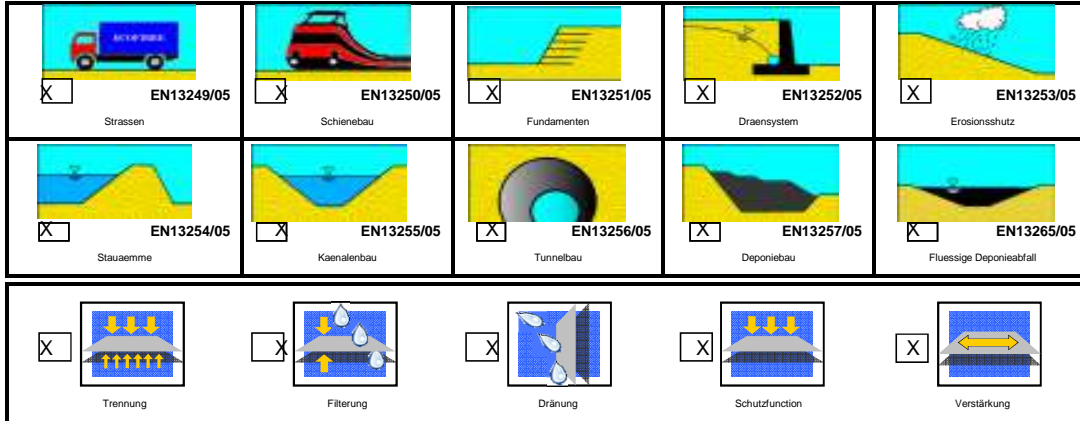 X EN13249/05 X EN13250/05 X EN13251/05 X EN13252/05 X EN13253/05
Strassen Schienebau Fundamenten Draensystem Erosionsshutz
X EN13254/05 X EN13255/05 X EN13256/05 X EN13257/05 X EN13265/05
Stauaemme Kaenalenbau Tunnelbau Deponiebau Fluessige Deponieabfall
X X X X X
Trennung Filterung Dränung Schutzfunction Verstärkung